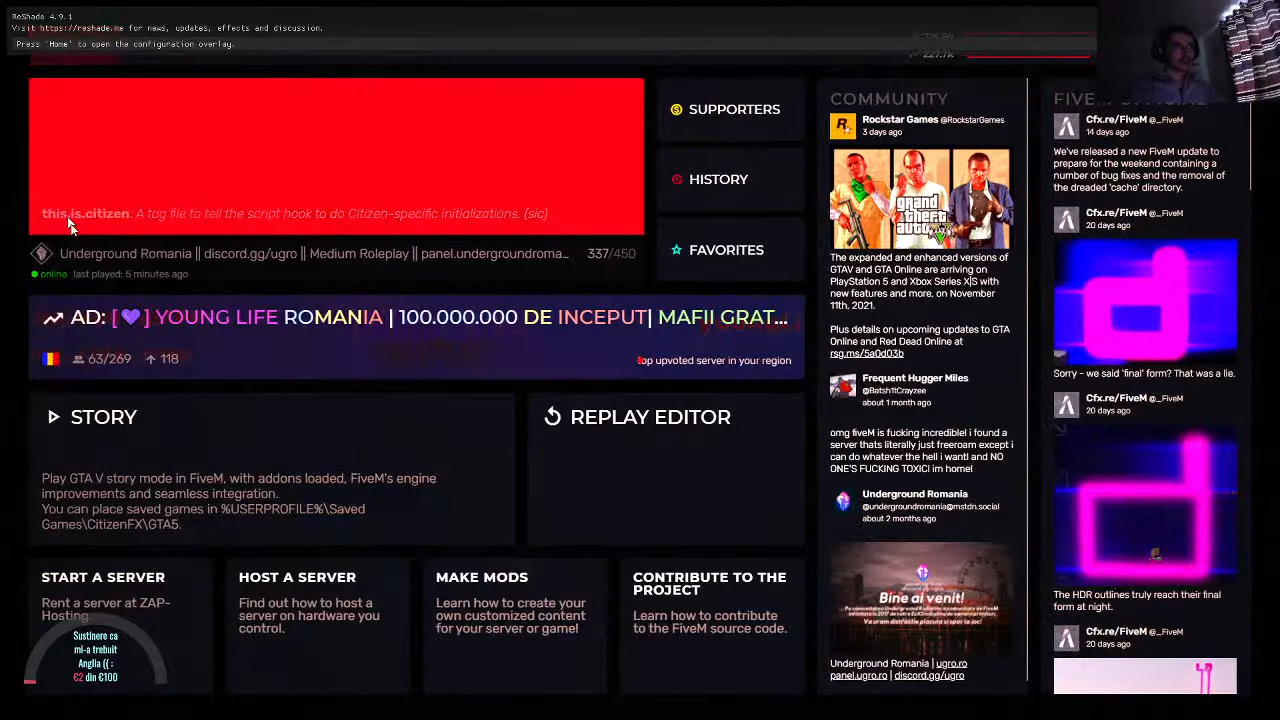 ReShade 4.9.1
Visit https://reshade.me for news, updates, effects and discussion.
Press 'Home' to open the configuration overlay.
227.7K
this.is.citizen: A tag file to tell the script hook to do Citizen-specific initializations. (sic)
Underground Romania || discord.gg/ugro || Medium Roleplay || panel.undergroundroma... 337/450
online last played: 5 minutes ago
SUPPORTERS
HISTORY
FAVORITES
AD: [💜] YOUNG LIFE ROMANIA | 100.000.000 DE INCEPUT| MAFII GRAT...
63/269 118
top upvoted server in your region
STORY
Play GTA V story mode in FiveM, with addons loaded, FiveM's engine
improvements and seamless integration.
You can place saved games in %USERPROFILE%\Saved
Games\CitizenFX\GTA5.
REPLAY EDITOR
START A SERVER
Rent a server at ZAP-
Hosting
Sustinere ca
mi-a trebuit
Anglia (( :
€2 din €100
HOST A SERVER
Find out how to host a
server on hardware you
control.
MAKE MODS
Learn how to create your
own customized content
for your server or game!
CONTRIBUTE TO THE
PROJECT
Learn how to contribute
to the FiveM source code.
COMMUNITY
Rockstar Games @RockstarGames
3 days ago
grand
theft
auto
V
The expanded and enhanced versions of
GTAV and GTA Online are arriving on
PlayStation 5 and Xbox Series X|S with
new features and more, on November
11th, 2021.
Plus details on upcoming updates to GTA
Online and Red Dead Online at
rsg.ms/5a0d03b
Frequent Hugger Miles
@Batsh1tCrayzee
about 1 month ago
omg fiveM is fucking incredible! i found a
server thats literally just freeroam except i
can do whatever the hell i want! and NO
ONE'S FUCKING TOXIC! im home!
Underground Romania
@undergroundromania@mstdn.social
about 2 months ago
Bine ai venit!
Underground Romania | ugro.ro
panel.ugro.ro | discord.gg/ugro
Cfx.re/FiveM @_FiveM
14 days ago
We've released a new FiveM update to
prepare for the weekend containing a
number of bug fixes and the removal of
the dreaded 'cache' directory.
Cfx.re/FiveM @_FiveM
20 days ago
Sorry - we said 'final' form? That was a lie.
Cfx.re/FiveM @_FiveM
20 days ago
The HDR outlines truly reach their final
form at night.
Cfx.re/FiveM @_FiveM
20 days ago